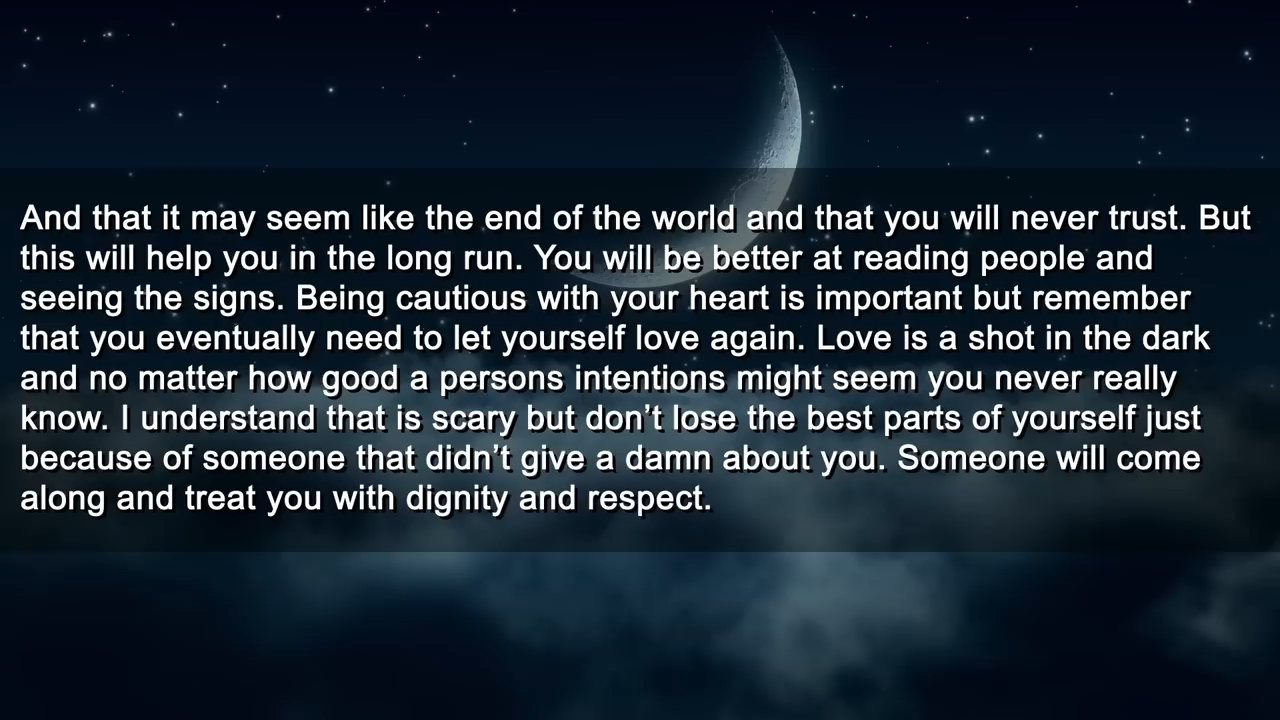 And that it may seem like the end of the world and that you will never trust. But
this will help you in the long run. You will be better at reading people and
seeing the signs. Being cautious with your heart is important but remember
that you eventually need to let yourself love again. Love is a shot in the dark
and no matter how good a persons intentions might seem you never really
know. I understand that is scary but don’t lose the best parts of yourself just
because of someone that didn’t give a damn about you. Someone will come
along and treat you with dignity and respect.